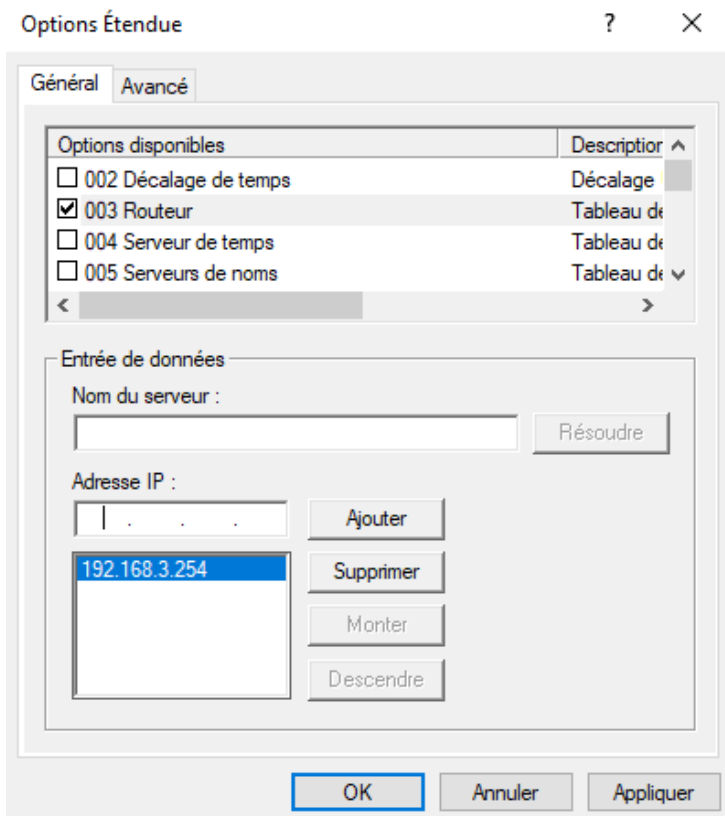 Options Étendue
Général Avancé
Options disponibles Description
002 Décalage de temps Décalage
003 Routeur Tableau de
004 Serveur de temps Tableau de
005 Serveurs de noms Tableau de
Entrée de données
Nom du serveur :
Résoudre
Adresse IP :
Ajouter
192.168.3.254 Supprimer
Monter
Descendre
OK Annuler Appliquer